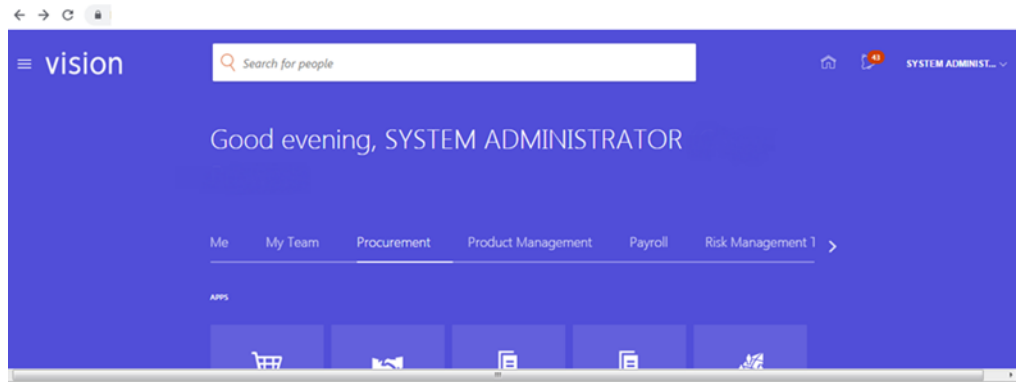 vision
Search for people
43
SYSTEM ADMINIST...
Good evening, SYSTEM ADMINISTRATOR
Me My Team Procurement Product Management Payroll Risk Management T
APPS